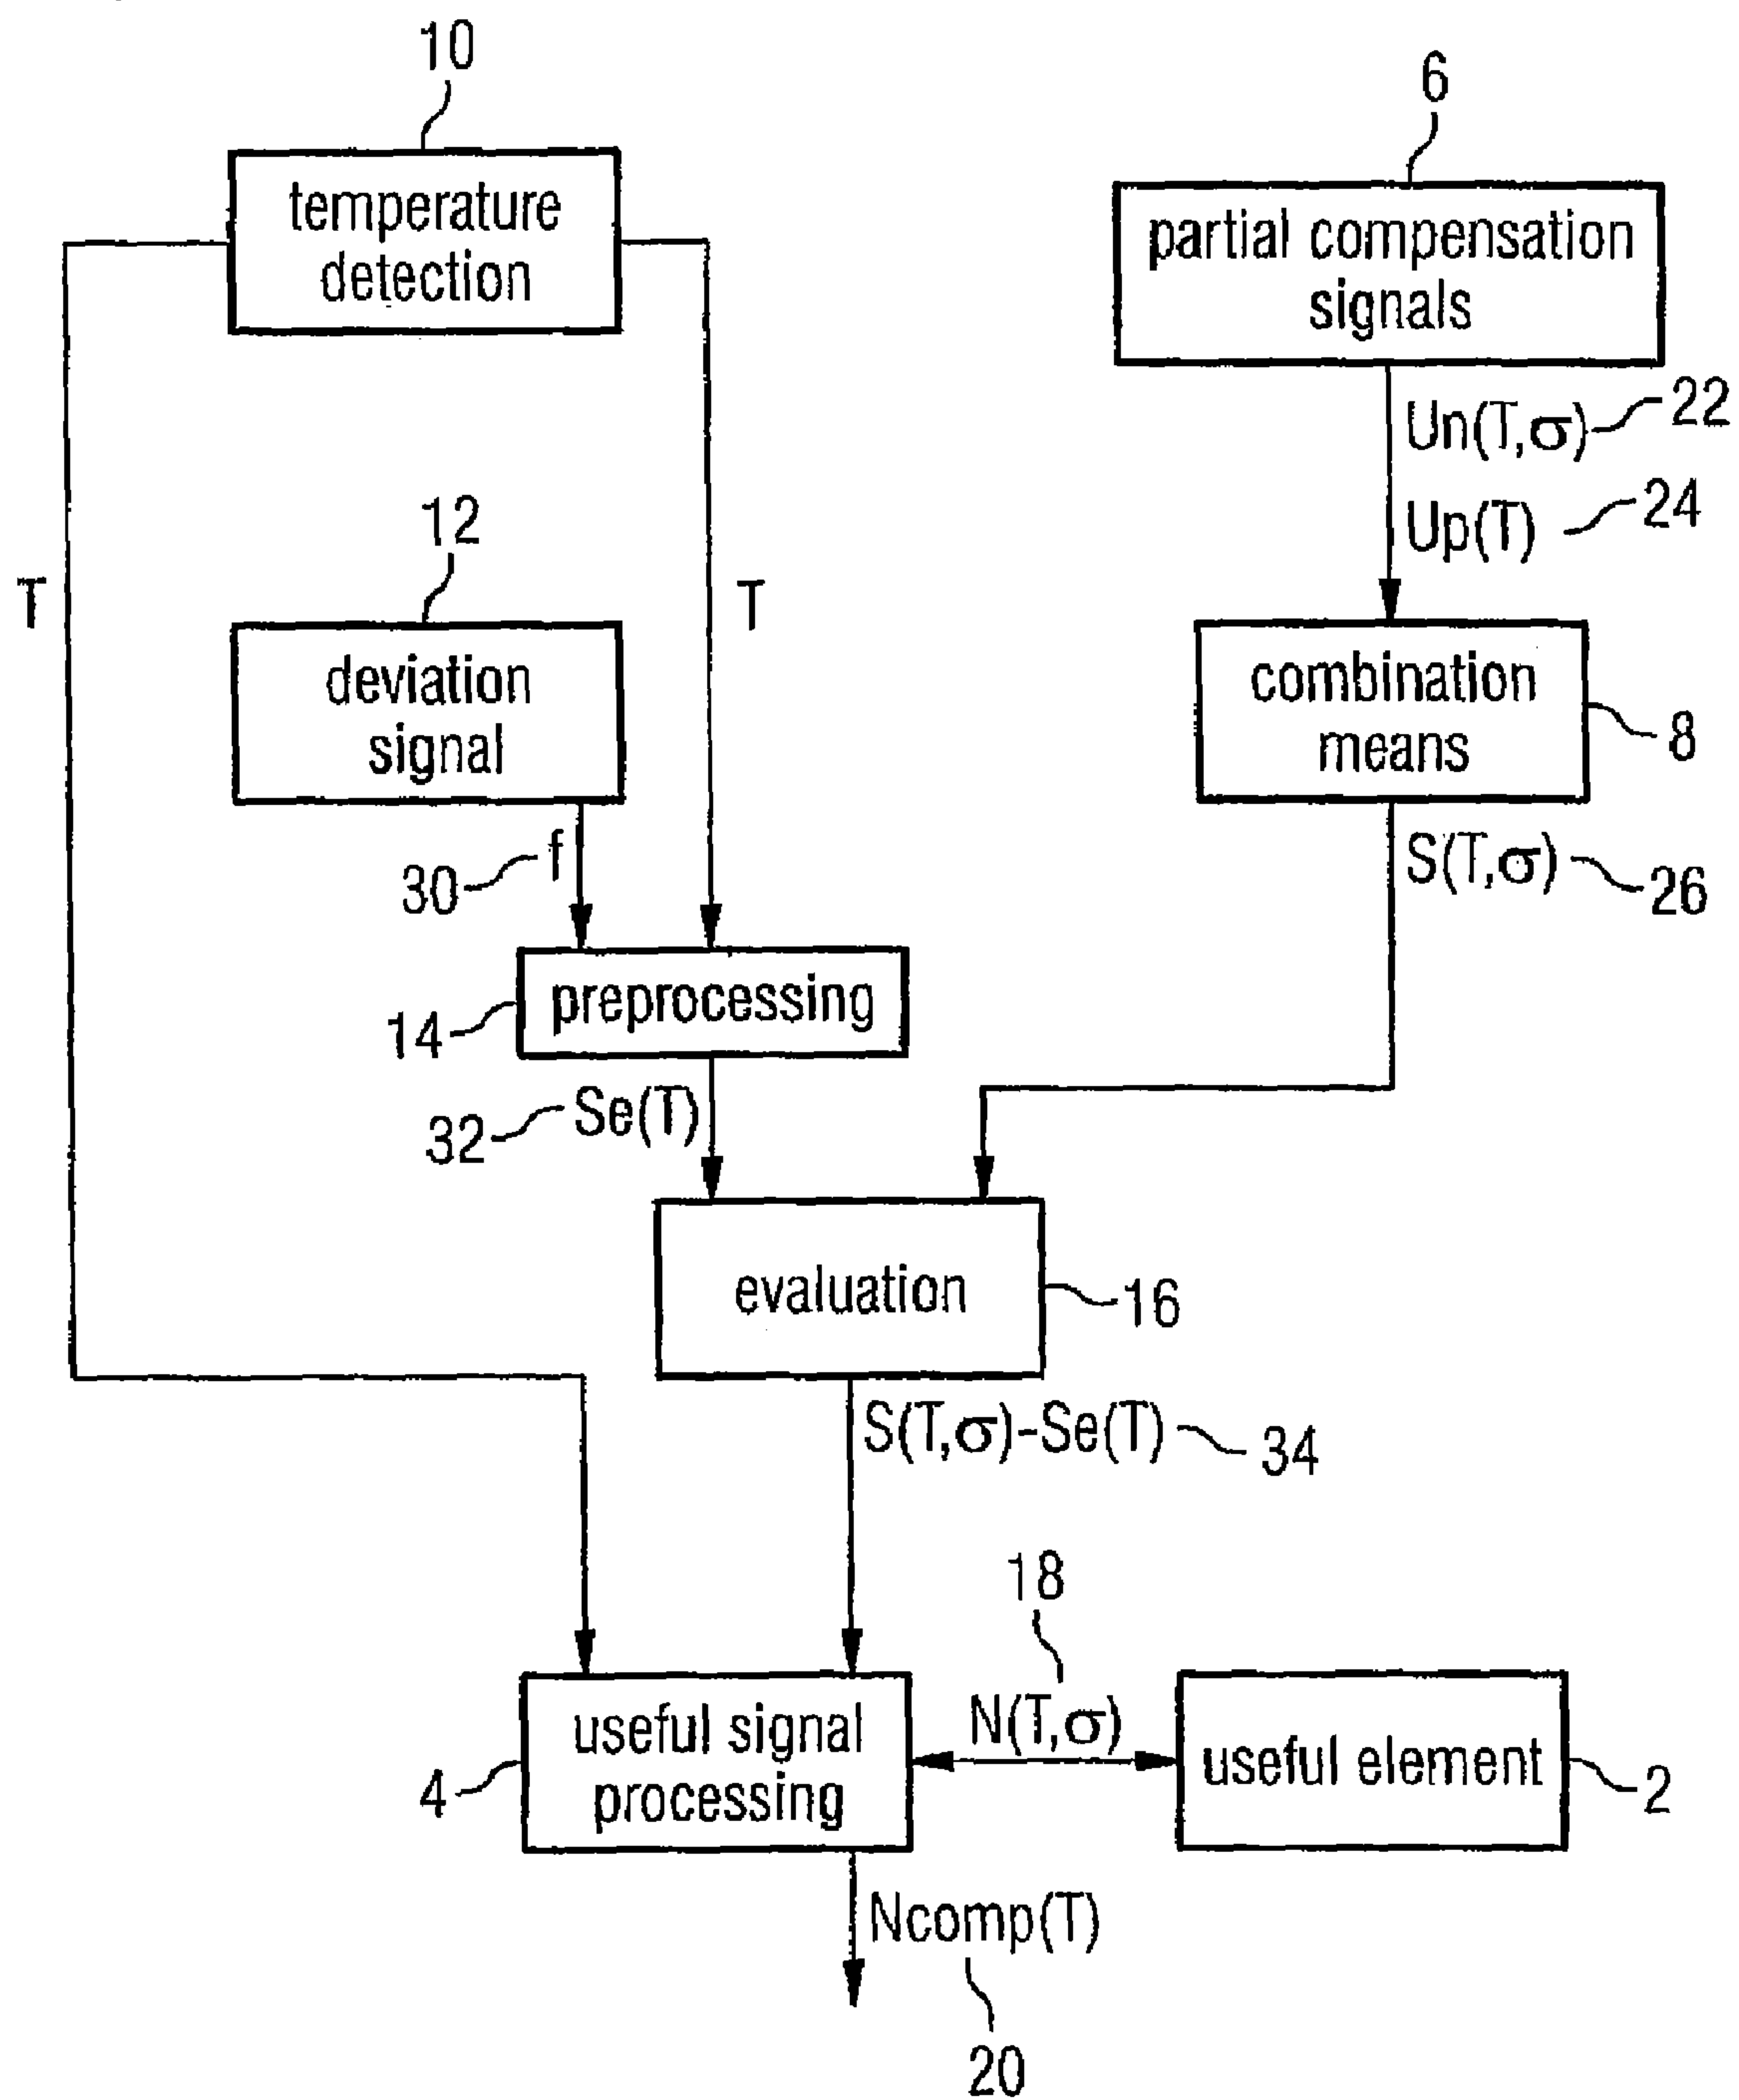 10
6
temperature
detection
partial compensation
signals
22
Un(T,σ)
24
Up(T)
12
T
T
deviation
signal
combination
means
8
f
30
S(T,σ)
26
preprocessing
14
Se(T)
32
evaluation
16
S(T,σ)-Se(T)
34
18
N(T,σ)
useful signal
processing
4
useful element
2
Ncomp(T)
20